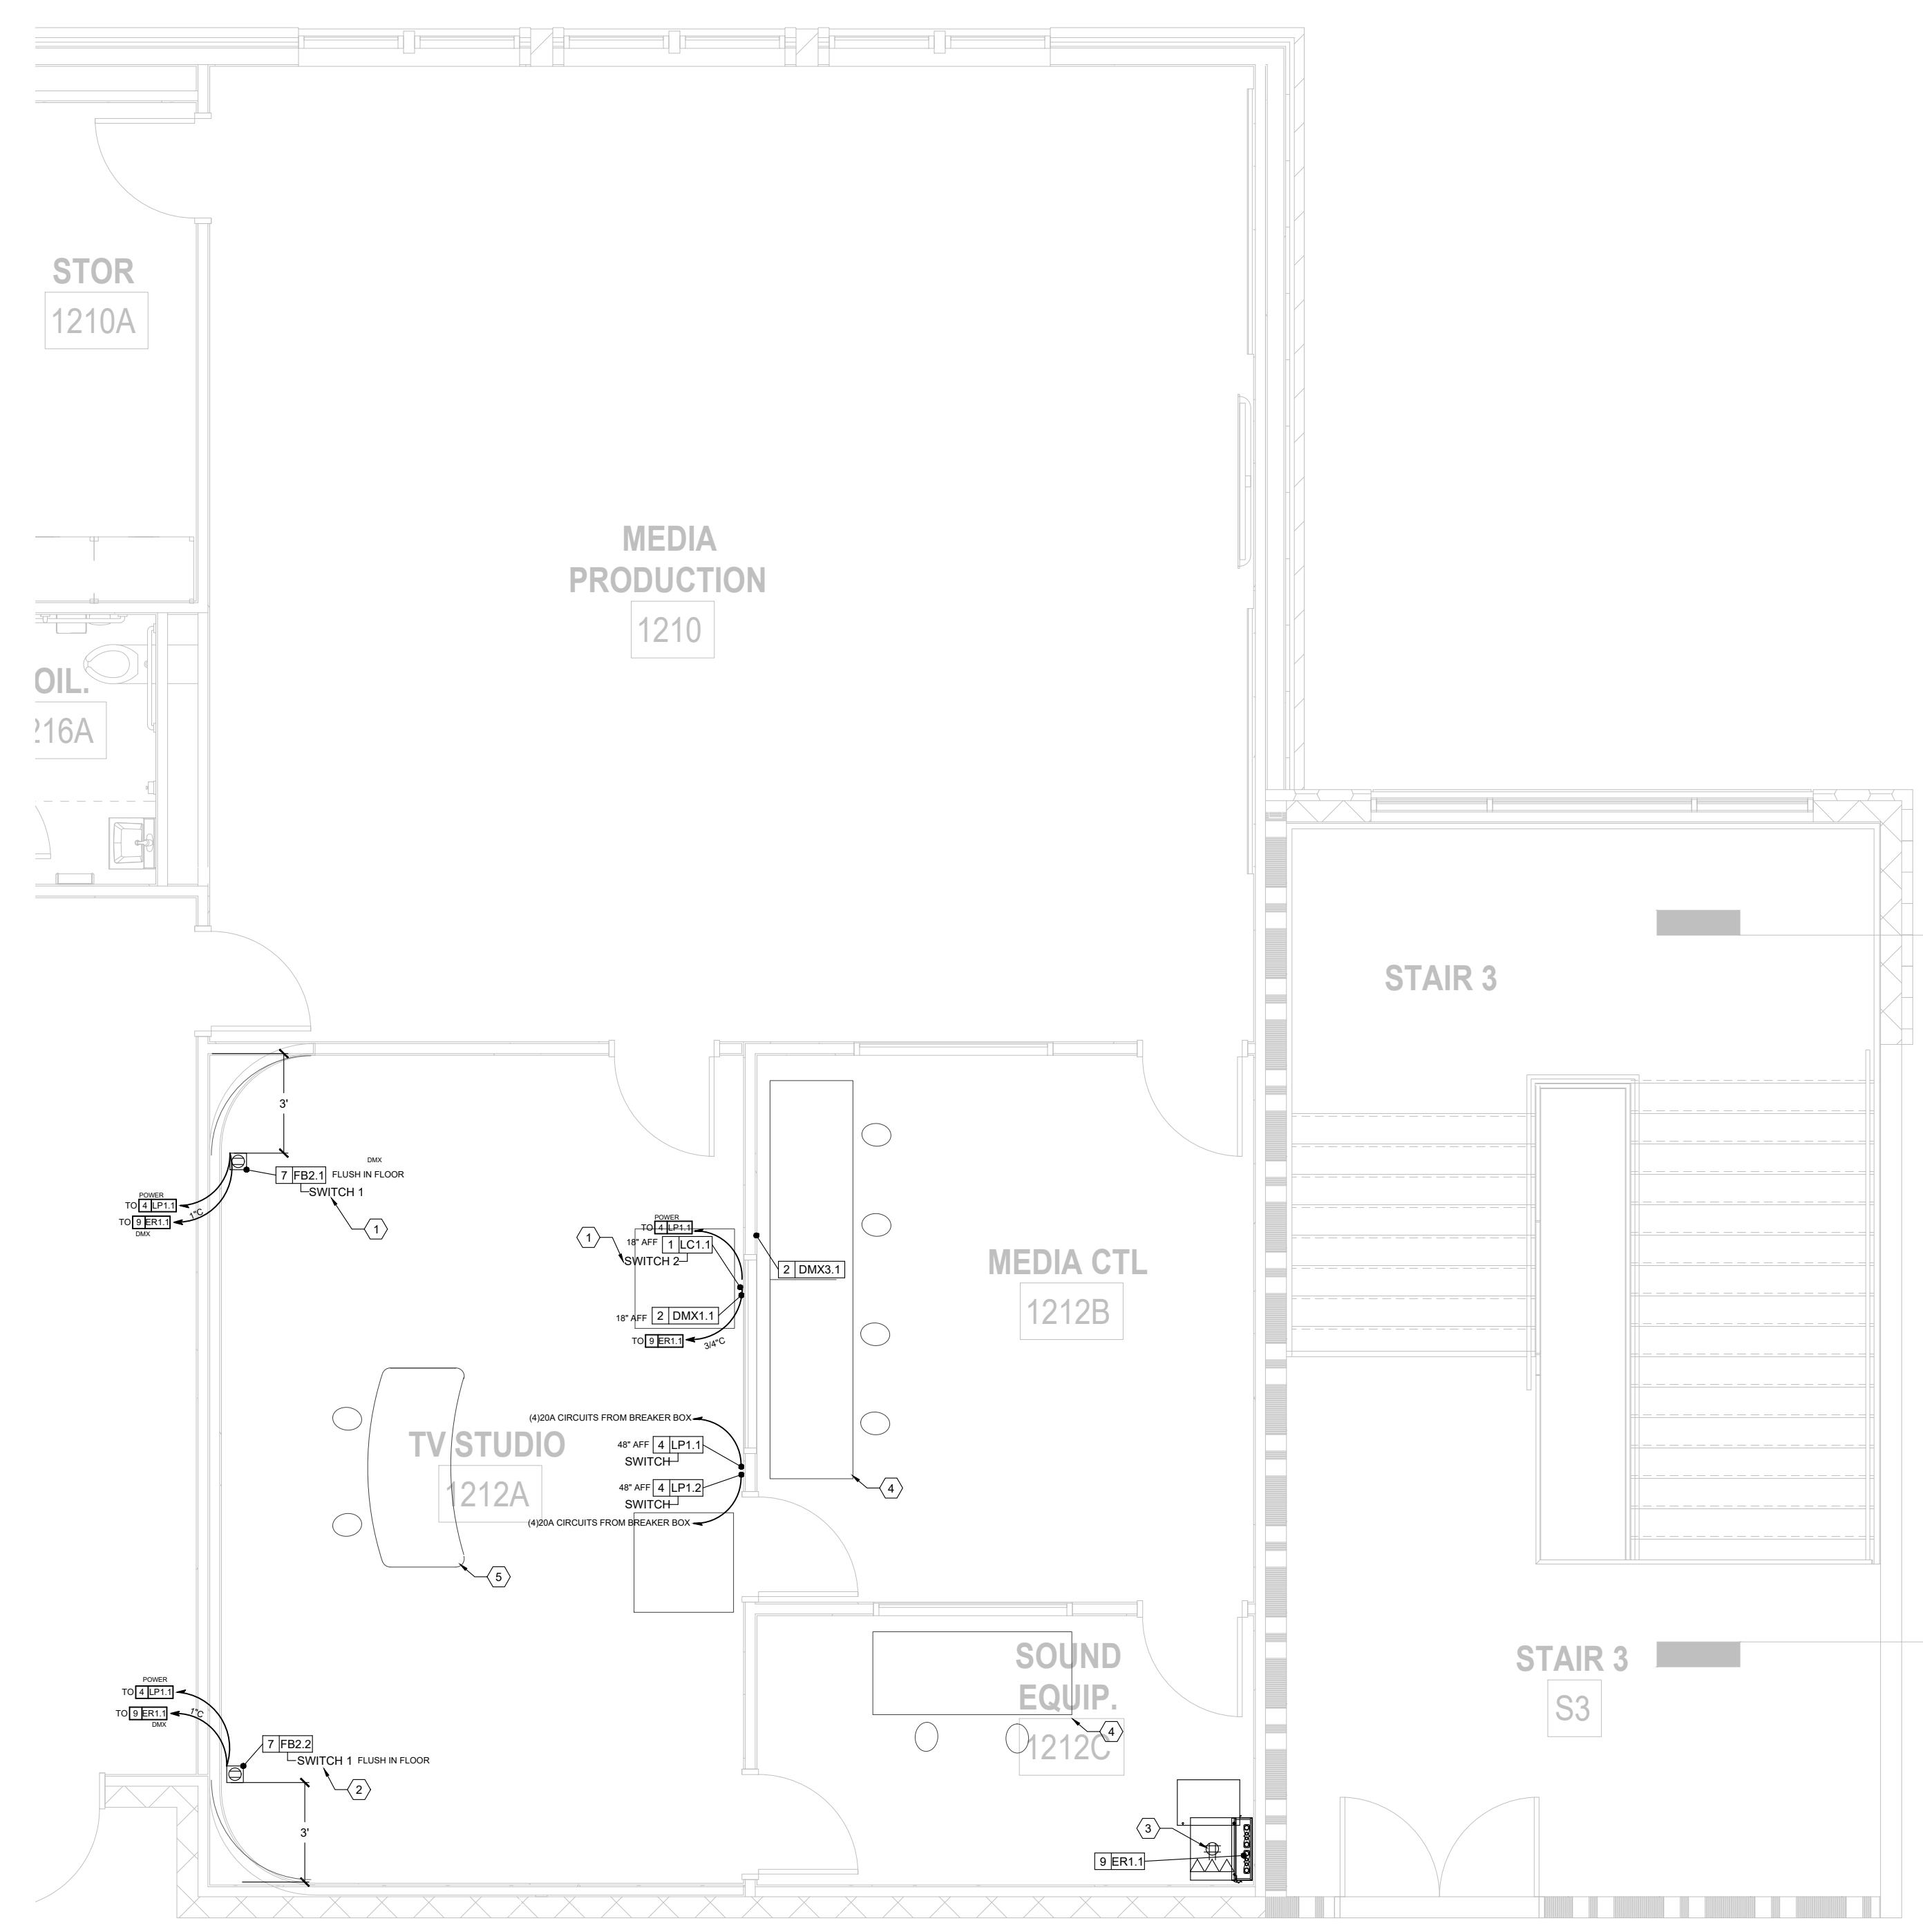 STOR
1210A
MEDIA
PRODUCTION
1210
OIL.
216A
STAIR 3
3'
DMX
7 FB2.1 FLUSH IN FLOOR
SWITCH 1
1
POWER
TO 4 LP1.1
1"C
TO 9 ER1.1
DMX
POWER
TO 4 LP1.1
1
18" AFF 1 LC1.1
SWITCH 2
2 DMX3.1
18" AFF 2 DMX1.1
TO 9 ER1.1
3/4"C
MEDIA CTL
1212B
(4)20A CIRCUITS FROM BREAKER BOX
TV STUDIO
1212A
48" AFF 4 LP1.1
SWITCH
48" AFF 4 LP1.2
SWITCH
(4)20A CIRCUITS FROM BREAKER BOX
4
5
SOUND
EQUIP.
1212C
4
STAIR 3
S3
POWER
TO 4 LP1.1
1"C
TO 9 ER1.1
DMX
7 FB2.2
SWITCH 1 FLUSH IN FLOOR
2
3'
3
9 ER1.1